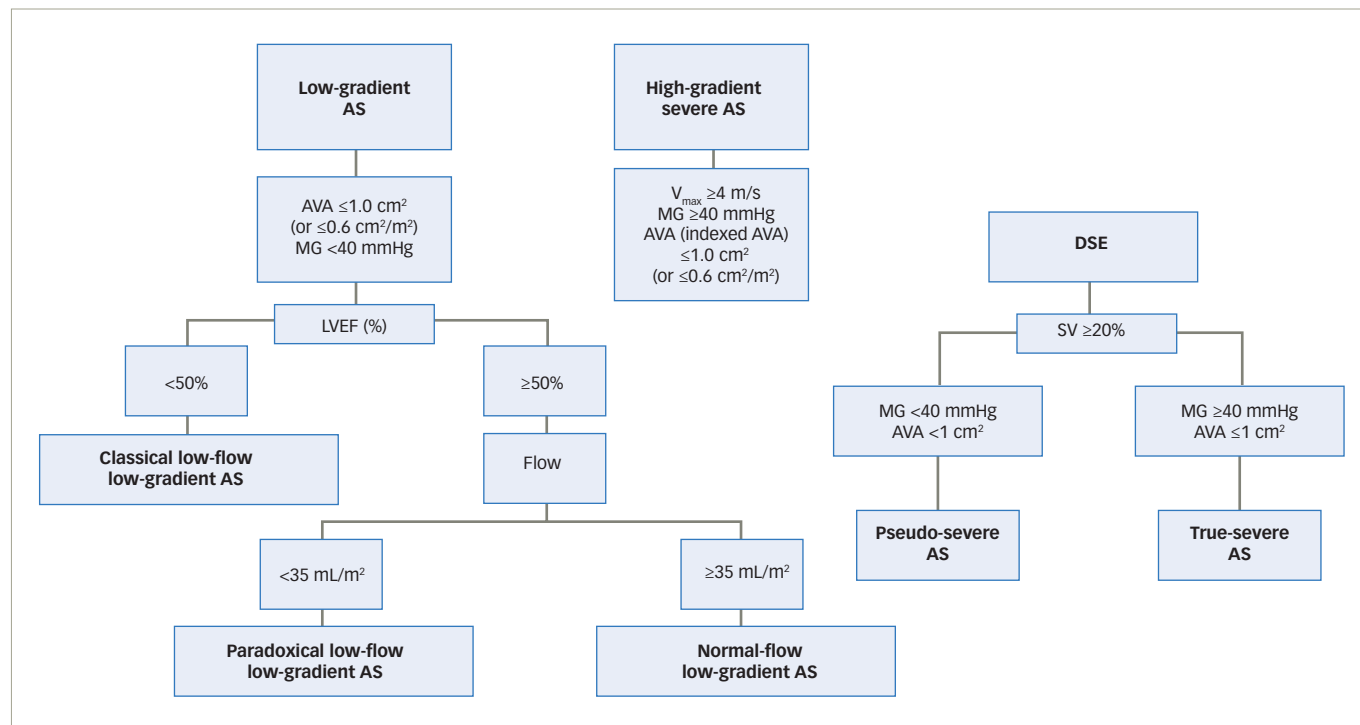 Low-gradient
AS
AVA ≤1.0 cm²
(or ≤0.6 cm²/m²)
MG <40 mmHg
LVEF (%)
<50%
≥50%
Classical low-flow
low-gradient AS
Flow
<35 mL/m²
≥35 mL/m²
Paradoxical low-flow
low-gradient AS
Normal-flow
low-gradient AS
High-gradient
severe AS
Vmax ≥4 m/s
MG ≥40 mmHg
AVA (indexed AVA)
≤1.0 cm²
(or ≤0.6 cm²/m²)
DSE
SV ≥20%
MG <40 mmHg
AVA <1 cm²
MG ≥40 mmHg
AVA ≤1 cm²
Pseudo-severe
AS
True-severe
AS